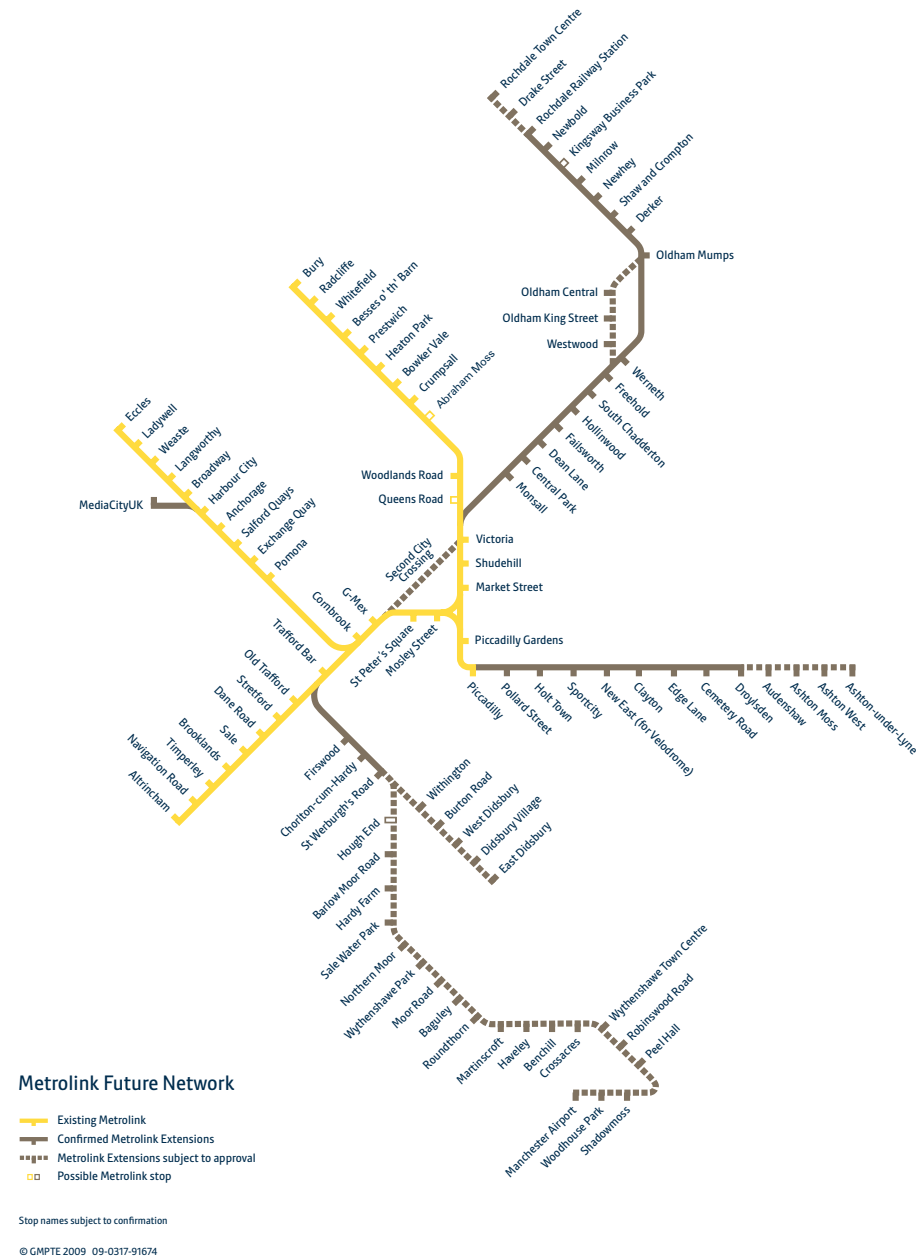 Rochdale Town Centre
Drake Street
Rochdale Railway Station
Newbold
Kingsway Business Park
Milnrow
Newhey
Shaw and Crompton
Derker
Oldham Mumps
Oldham Central
Oldham King Street
Westwood
Werneth
Freehold
South Chadderton
Hollinwood
Failsworth
Dean Lane
Central Park
Monsall
Bury
Radcliffe
Whitefield
Besses o' th' Barn
Prestwich
Heaton Park
Bowker Vale
Crumpsall
Abraham Moss
Woodlands Road
Queens Road
Victoria
Shudehill
Market Street
Piccadilly Gardens
Second City
Crossing
Eccles
Ladywell
Weaste
Langworthy
Broadway
Harbour City
Anchorage
Salford Quays
Exchange Quay
Pomona
MediaCityUK
G-Mex
Cornbrook
St Peter's Square
Mosley Street
Trafford Bar
Old Trafford
Stretford
Dane Road
Sale
Brooklands
Timperley
Navigation Road
Altrincham
Piccadilly
Pollard Street
Holt Town
Sportcity
New East (for Velodrome)
Clayton
Edge Lane
Cemetery Road
Droylsden
Audenshaw
Ashton Moss
Ashton West
Ashton-under-Lyne
Firswood
Chorlton-cum-Hardy
St Werburgh's Road
Withington
Burton Road
West Didsbury
Didsbury Village
East Didsbury
Hough End
Barlow Moor Road
Hardy Farm
Sale Water Park
Northern Moor
Wythenshawe Park
Moor Road
Baguley
Roundthorn
Martinscroft
Haveley
Benchill
Crossacres
Wythenshawe Town Centre
Robinswood Road
Peel Hall
Shadowmoss
Woodhouse Park
Manchester Airport
Metrolink Future Network
Existing Metrolink
Confirmed Metrolink Extensions
Metrolink Extensions subject to approval
Possible Metrolink stop
Stop names subject to confirmation
© GMPTE 2009 09-0317-91674